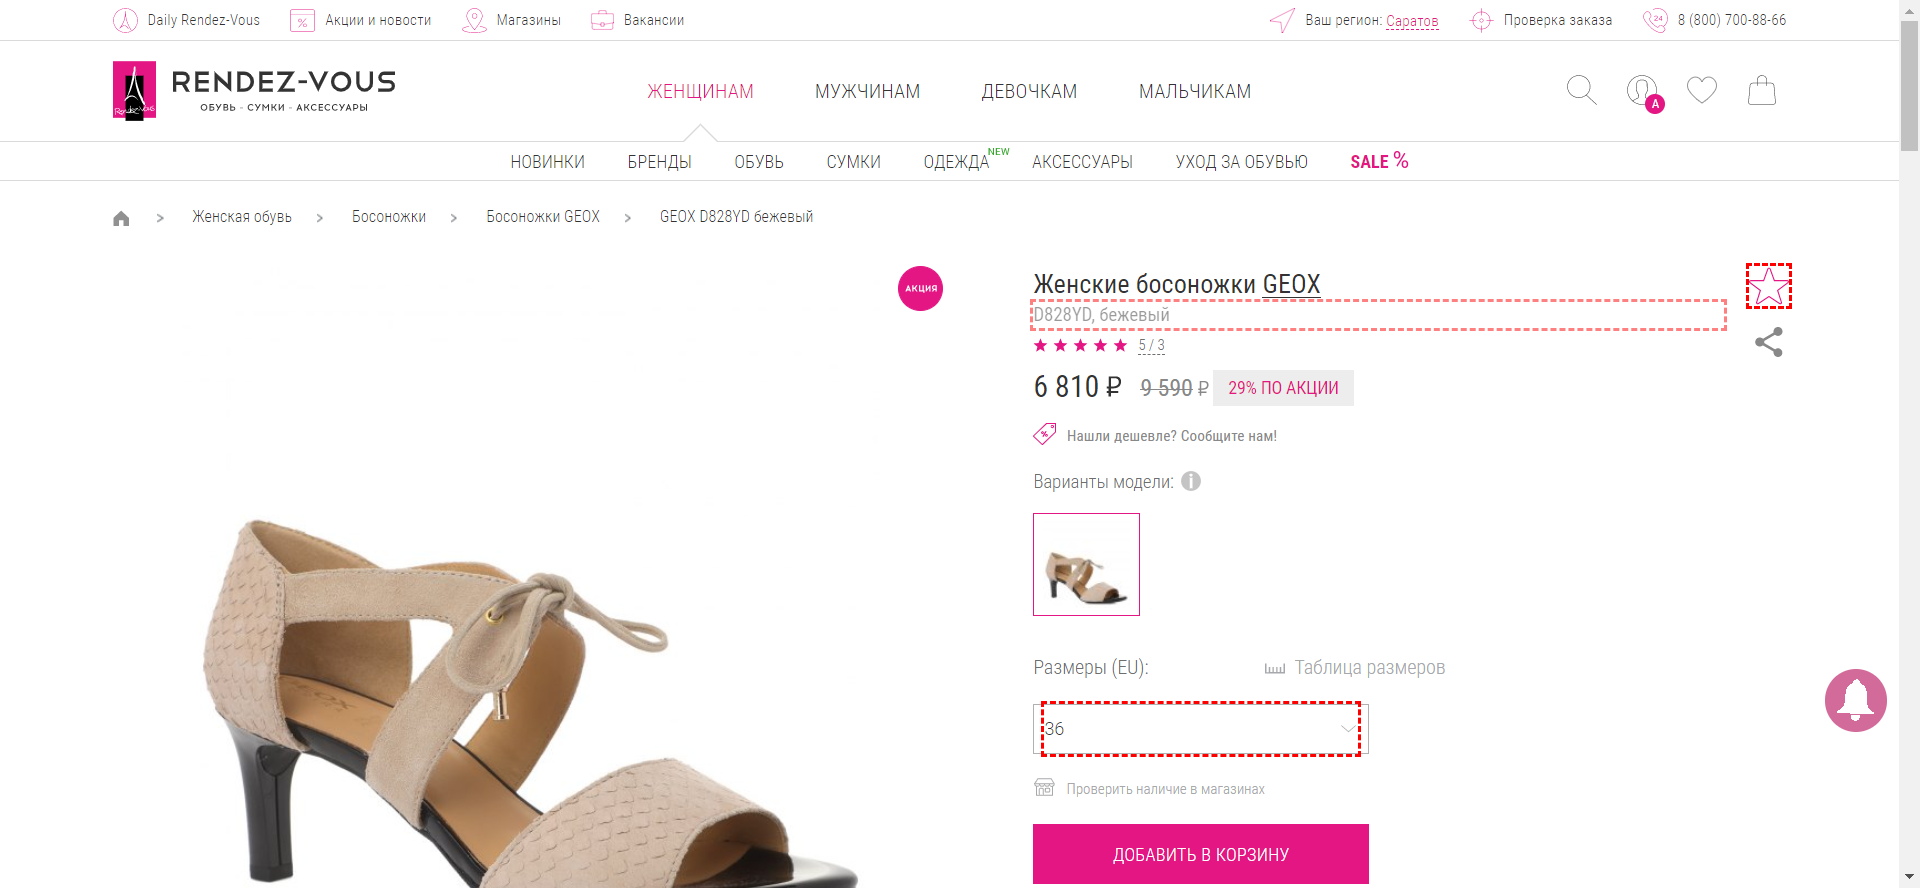 Daily Rendez-Vous Акции и новости Магазины Вакансии Ваш регион: Саратов Проверка заказа 8 (800) 700-88-66
RENDEZ-VOUS
ОБУВЬ - СУМКИ - АКСЕССУАРЫ
Rendez-Vous
ЖЕНЩИНАМ МУЖЧИНАМ ДЕВОЧКАМ МАЛЬЧИКАМ
A
НОВИНКИ БРЕНДЫ ОБУВЬ СУМКИ ОДЕЖДА NEW АКСЕССУАРЫ УХОД ЗА ОБУВЬЮ SALE %
> Женская обувь > Босоножки > Босоножки GEOX > GEOX D828YD бежевый
АКЦИЯ
Женские босоножки GEOX
D828YD, бежевый
5 / 3
6 810 ₽ 9 590 ₽ 29% ПО АКЦИИ
Нашли дешевле? Сообщите нам!
Варианты модели: i
Размеры (EU): Таблица размеров
36
Проверить наличие в магазинах
ДОБАВИТЬ В КОРЗИНУ